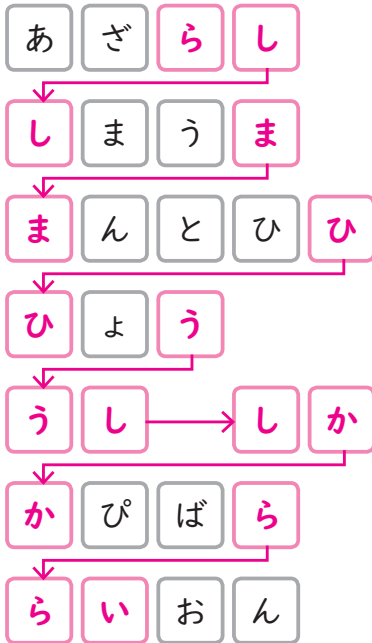 あざらし
しまうま
まんとひひ
ひょう
うし しか
かぴばら
らいおん